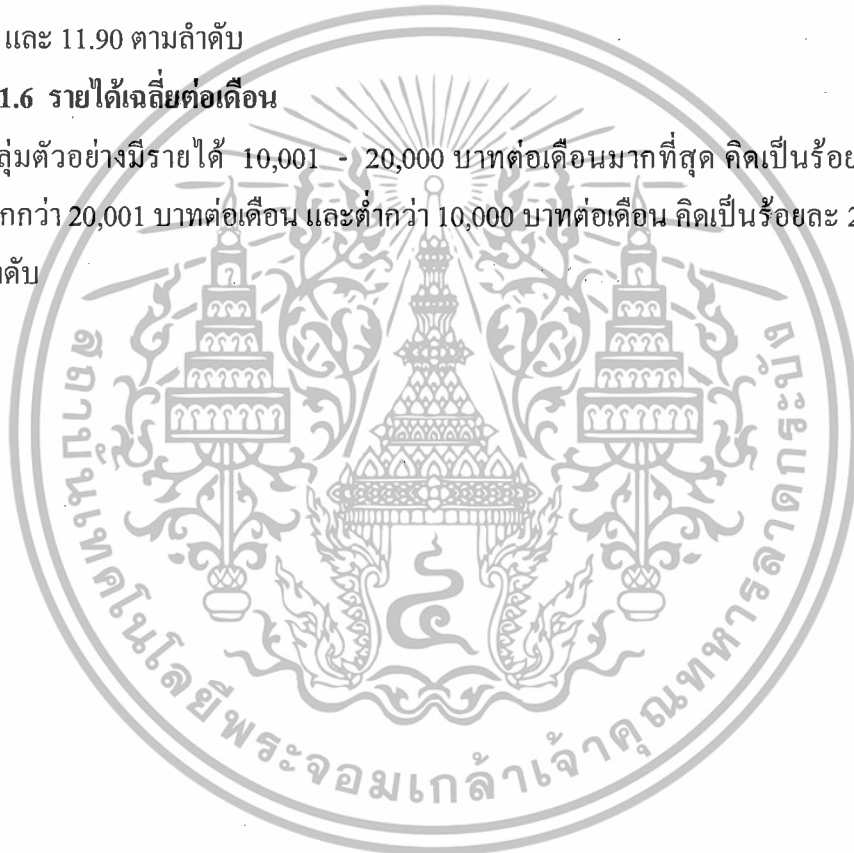 และ 11.90 ตามลำดับ
1.6 รายได้เฉลี่ยต่อเดือน
ลุ่มตัวอย่างมีรายได้ 10,001 - 20,000 บาทต่อเดือนมากที่สุด คิดเป็นร้อย
กกว่า 20,001 บาทต่อเดือน และต่ำกว่า 10,000 บาทต่อเดือน คิดเป็นร้อยละ 2
ดับ
สถาบันเทคโนโลยีพระจอมเกล้าเจ้าคุณทหารลาดกระบัง